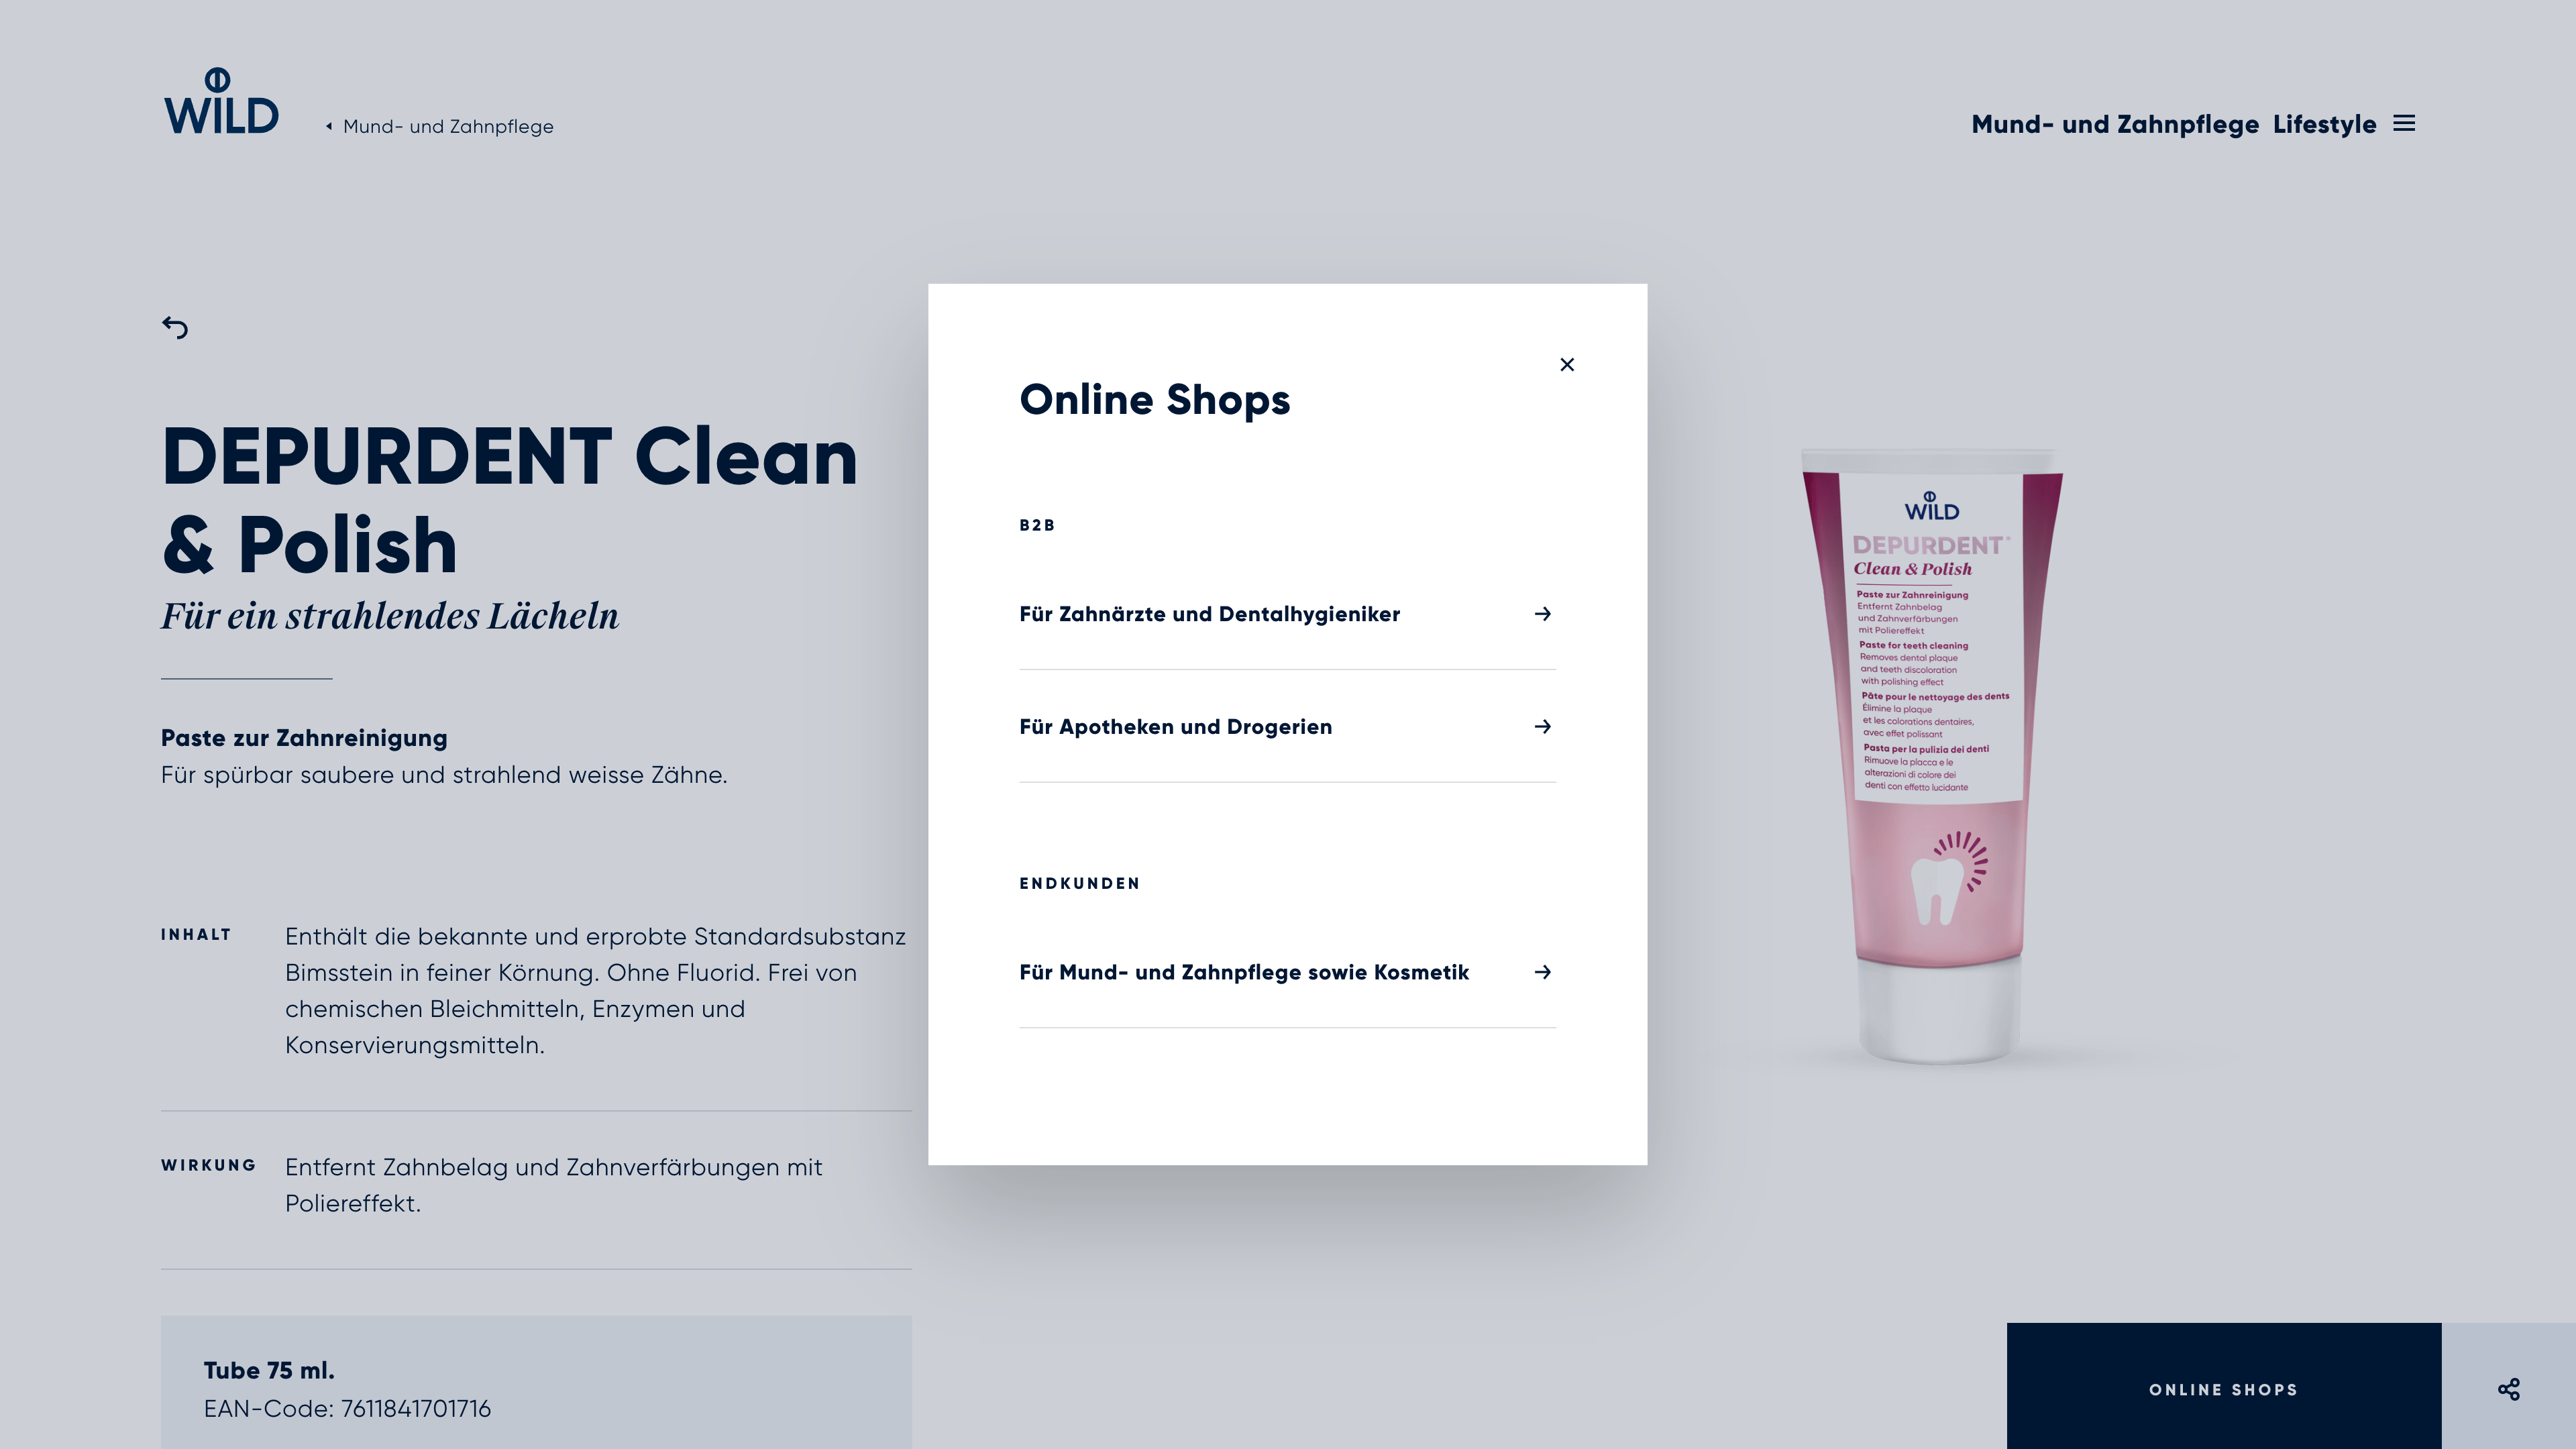 WILD
Mund- und Zahnpflege
Mund- und Zahnpflege Lifestyle
DEPURDENT Clean
& Polish
Für ein strahlendes Lächeln
Paste zur Zahnreinigung
Für spürbar saubere und strahlend weisse Zähne.
INHALT
Enthält die bekannte und erprobte Standardsubstanz
Bimsstein in feiner Körnung. Ohne Fluorid. Frei von
chemischen Bleichmitteln, Enzymen und
Konservierungsmitteln.
WIRKUNG
Entfernt Zahnbelag und Zahnverfärbungen mit
Poliereffekt.
Tube 75 ml.
EAN-Code: 7611841701716
Online Shops
B2B
Für Zahnärzte und Dentalhygieniker
Für Apotheken und Drogerien
ENDKUNDEN
Für Mund- und Zahnpflege sowie Kosmetik
WILD
DEPURDENT®
Clean & Polish
Paste zur Zahnreinigung
Entfernt Zahnbelag
und Zahnverfärbungen
mit Poliereffekt
Paste for teeth cleaning
Removes dental plaque
and teeth discoloration
with polishing effect
Pâte pour le nettoyage des dents
Élimine la plaque
et les colorations dentaires,
avec effet polissant
Pasta per la pulizia dei denti
Rimuove la placca e le
alterazioni di colore dei
denti con effetto lucidante
ONLINE SHOPS